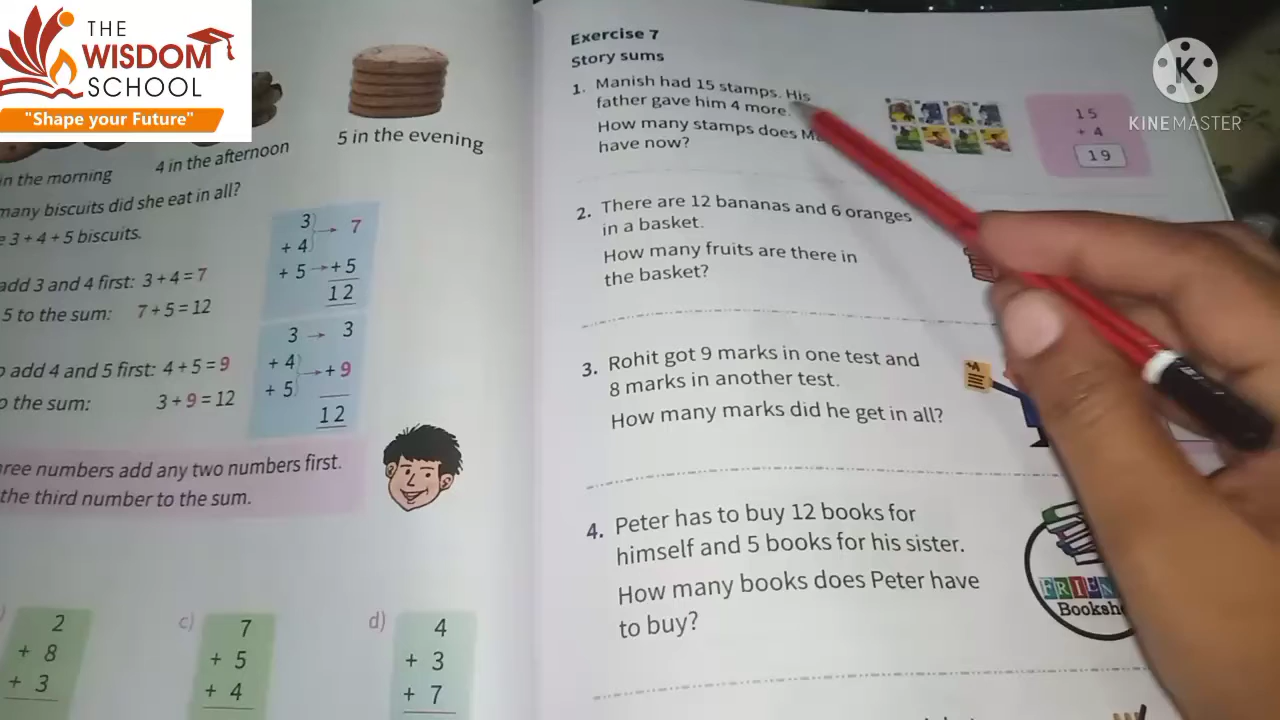 THE
WISDOM
SCHOOL
"Shape your Future"
KINEMASTER
5 in the evening
4 in the afternoon
in the morning
many biscuits did she eat in all?
3 + 4 + 5 biscuits.
add 3 and 4 first: 3 + 4 = 7
5 to the sum: 7 + 5 = 12
add 4 and 5 first: 4 + 5 = 9
the sum: 3 + 9 = 12
3
+ 4 → 7
+ 5 → + 5
12
3 → 3
+ 4
+ 5 → + 9
12
numbers add any two numbers first.
the third number to the sum.
2
+ 8
+ 3
c) 7
+ 5
+ 4
d) 4
+ 3
+ 7
Exercise 7
Story sums
1. Manish had 15 stamps. His
father gave him 4 more.
How many stamps does
have now?
15
+ 4
19
2. There are 12 bananas and 6 oranges
in a basket.
How many fruits are there in
the basket?
3. Rohit got 9 marks in one test and
8 marks in another test.
How many marks did he get in all?
4. Peter has to buy 12 books for
himself and 5 books for his sister.
How many books does Peter have
to buy?